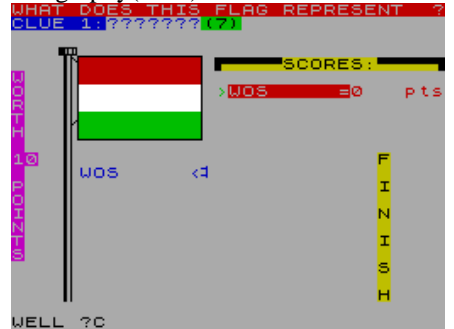 WHAT DOES THIS FLAG REPRESENT ?
CLUE 1:???????(7)
SCORES:
>WOS =0 pts
WORTH 10 POINTS
WOS
FINISH
WELL ?C